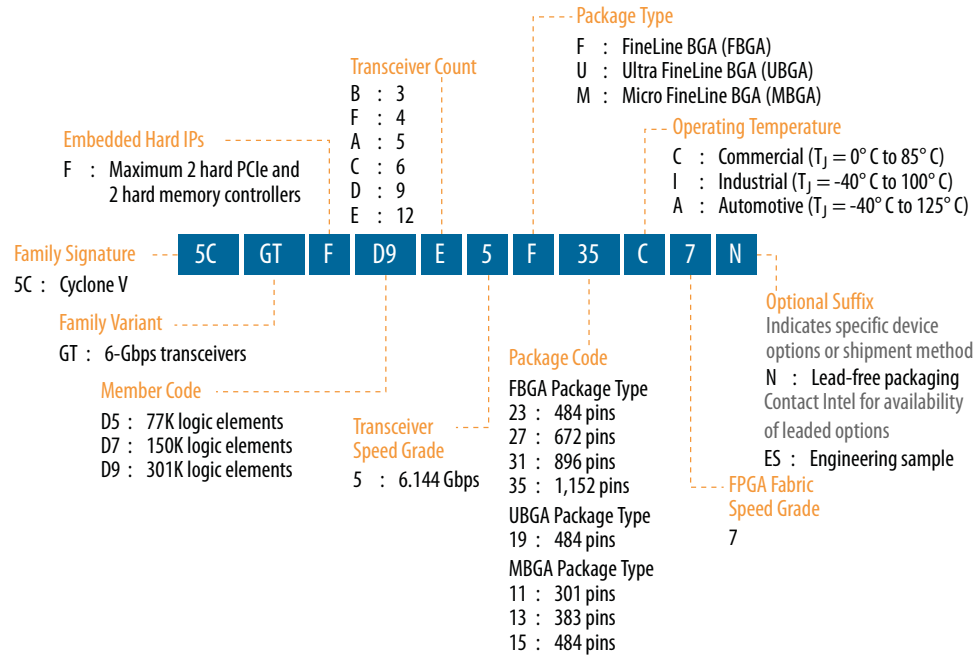 Package Type
F : FineLine BGA (FBGA)
U : Ultra FineLine BGA (UBGA)
M : Micro FineLine BGA (MBGA)
Transceiver Count
B : 3
F : 4
A : 5
C : 6
D : 9
E : 12
Embedded Hard IPs
F : Maximum 2 hard PCIe and
2 hard memory controllers
Operating Temperature
C : Commercial (TJ = 0° C to 85° C)
I : Industrial (TJ = -40° C to 100° C)
A : Automotive (TJ = -40° C to 125° C)
Family Signature
5C : Cyclone V
5C GT F D9 E 5 F 35 C 7 N
Family Variant
GT : 6-Gbps transceivers
Member Code
D5 : 77K logic elements
D7 : 150K logic elements
D9 : 301K logic elements
Transceiver
Speed Grade
5 : 6.144 Gbps
Package Code
FBGA Package Type
23 : 484 pins
27 : 672 pins
31 : 896 pins
35 : 1,152 pins
UBGA Package Type
19 : 484 pins
MBGA Package Type
11 : 301 pins
13 : 383 pins
15 : 484 pins
Optional Suffix
Indicates specific device
options or shipment method
N : Lead-free packaging
Contact Intel for availability
of leaded options
ES : Engineering sample
FPGA Fabric
Speed Grade
7